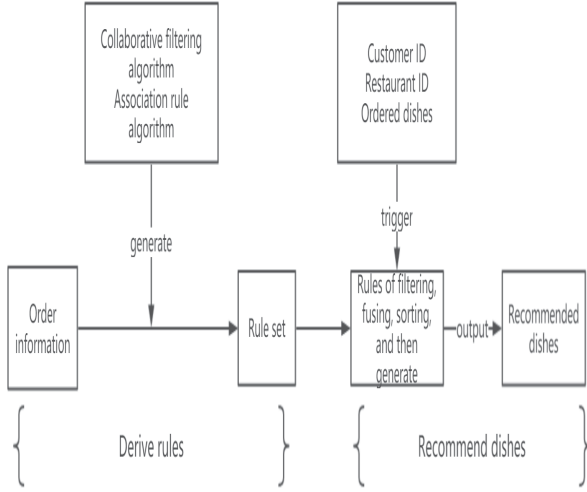 Collaborative filtering
algorithm
Association rule
algorithm
Customer ID
Restaurant ID
Ordered dishes
generate
trigger
Order
information
Rule set
Rules of filtering,
fusing, sorting,
and then
generate
output
Recommended
dishes
Derive rules
Recommend dishes